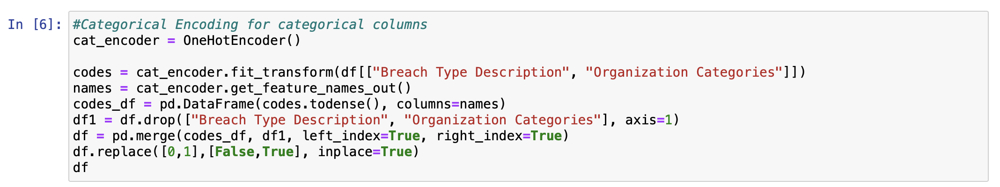 In [6]: #Categorical Encoding for categorical columns
cat_encoder = OneHotEncoder()
codes = cat_encoder.fit_transform(df[["Breach Type Description", "Organization Categories"]])
names = cat_encoder.get_feature_names_out()
codes_df = pd.DataFrame(codes.todense(), columns=names)
df1 = df.drop(["Breach Type Description", "Organization Categories"], axis=1)
df = pd.merge(codes_df, df1, left_index=True, right_index=True)
df.replace([0,1],[False,True], inplace=True)
df